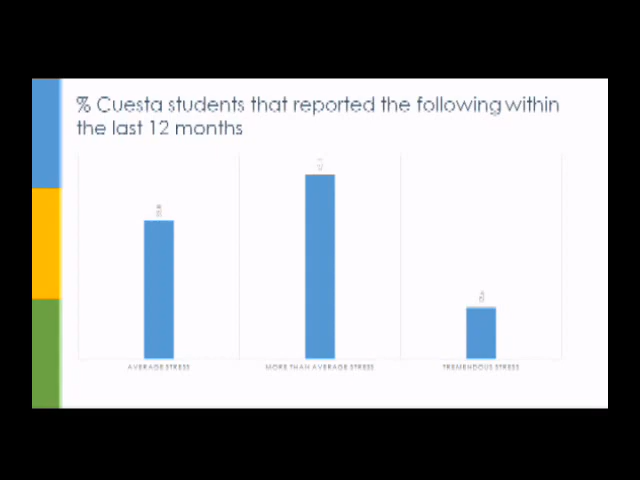 % Cuesta students that reported the following within
the last 12 months
AVERAGE STRESS
MORE THAN AVERAGE STRESS
TREMENDOUS STRESS